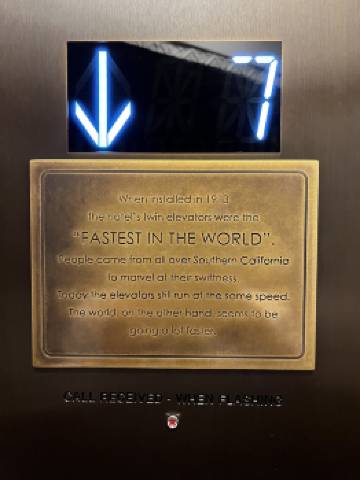 7
When installed in
the hotel's twin elevators were the
"FASTEST IN THE WORLD".
People came from all over Southern California
to marvel at their swiftness.
Today the elevators still run at the same speed.
The world, on the other hand, seems to be
going a lot faster.
CALL RECEIVED - WHEN FLASHING